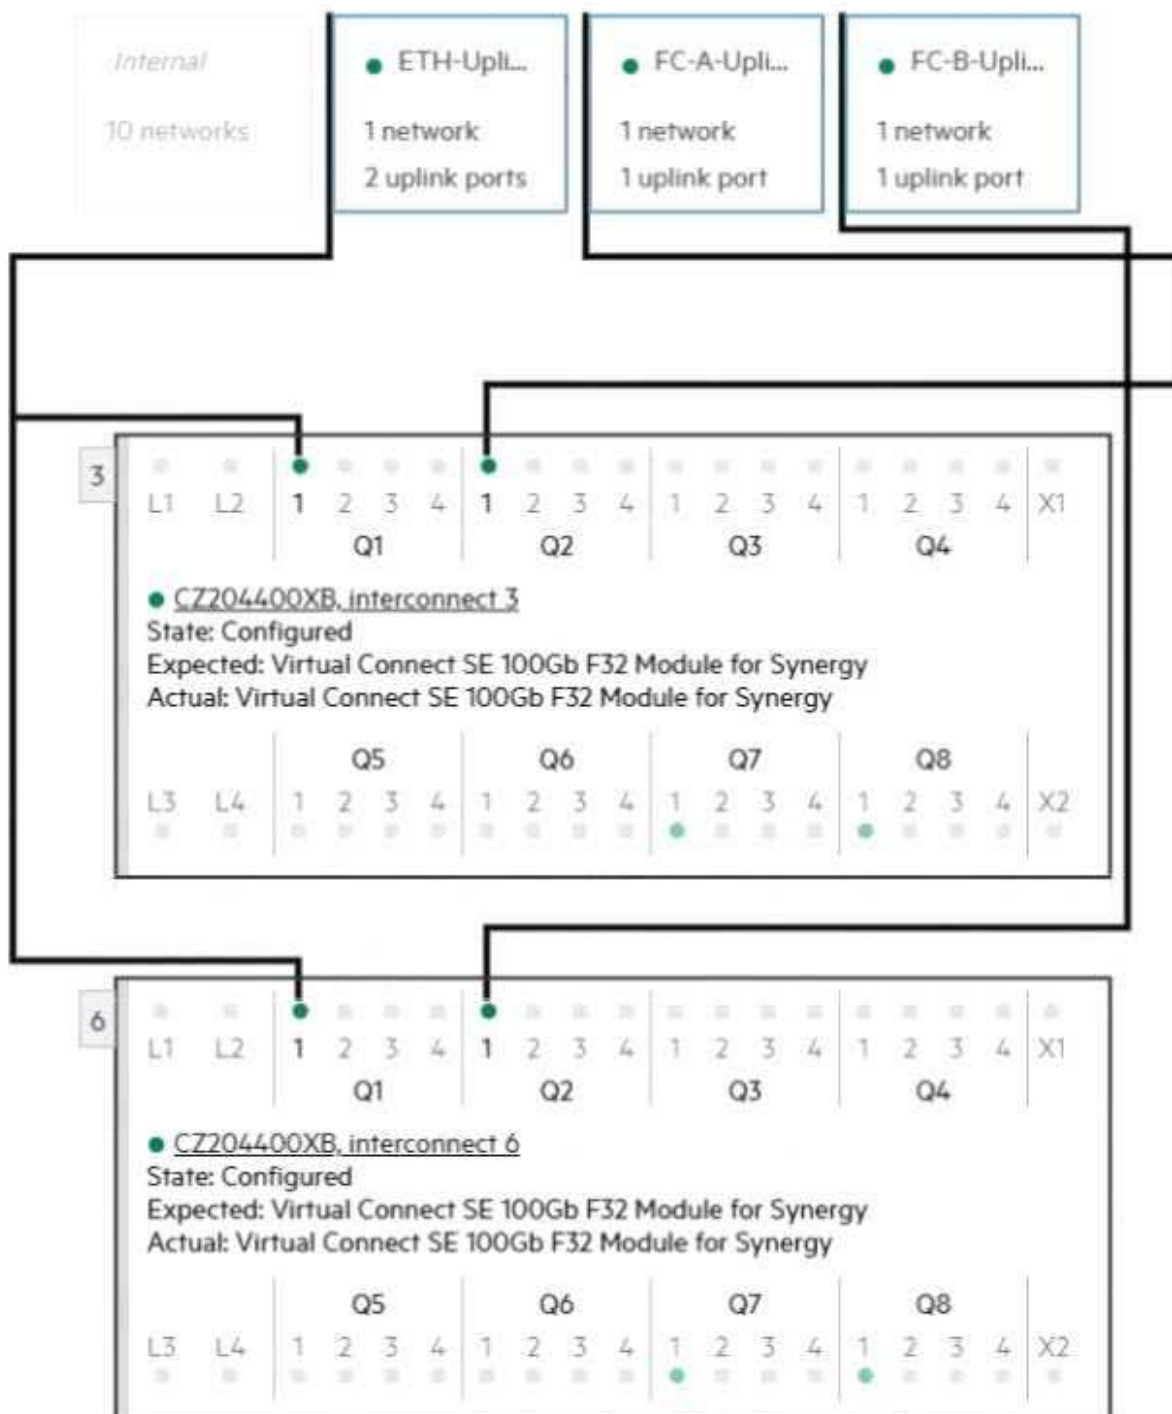 Internal
10 networks
ETH-Upli...
1 network
2 uplink ports
FC-A-Upli...
1 network
1 uplink port
FC-B-Upli...
1 network
1 uplink port
3
L1 L2 1 2 3 4 1 2 3 4 1 2 3 4 1 2 3 4 X1
Q1 Q2 Q3 Q4
CZ204400XB, interconnect 3
State: Configured
Expected: Virtual Connect SE 100Gb F32 Module for Synergy
Actual: Virtual Connect SE 100Gb F32 Module for Synergy
Q5 Q6 Q7 Q8
L3 L4 1 2 3 4 1 2 3 4 1 2 3 4 1 2 3 4 X2
6
L1 L2 1 2 3 4 1 2 3 4 1 2 3 4 1 2 3 4 X1
Q1 Q2 Q3 Q4
CZ204400XB, interconnect 6
State: Configured
Expected: Virtual Connect SE 100Gb F32 Module for Synergy
Actual: Virtual Connect SE 100Gb F32 Module for Synergy
Q5 Q6 Q7 Q8
L3 L4 1 2 3 4 1 2 3 4 1 2 3 4 1 2 3 4 X2